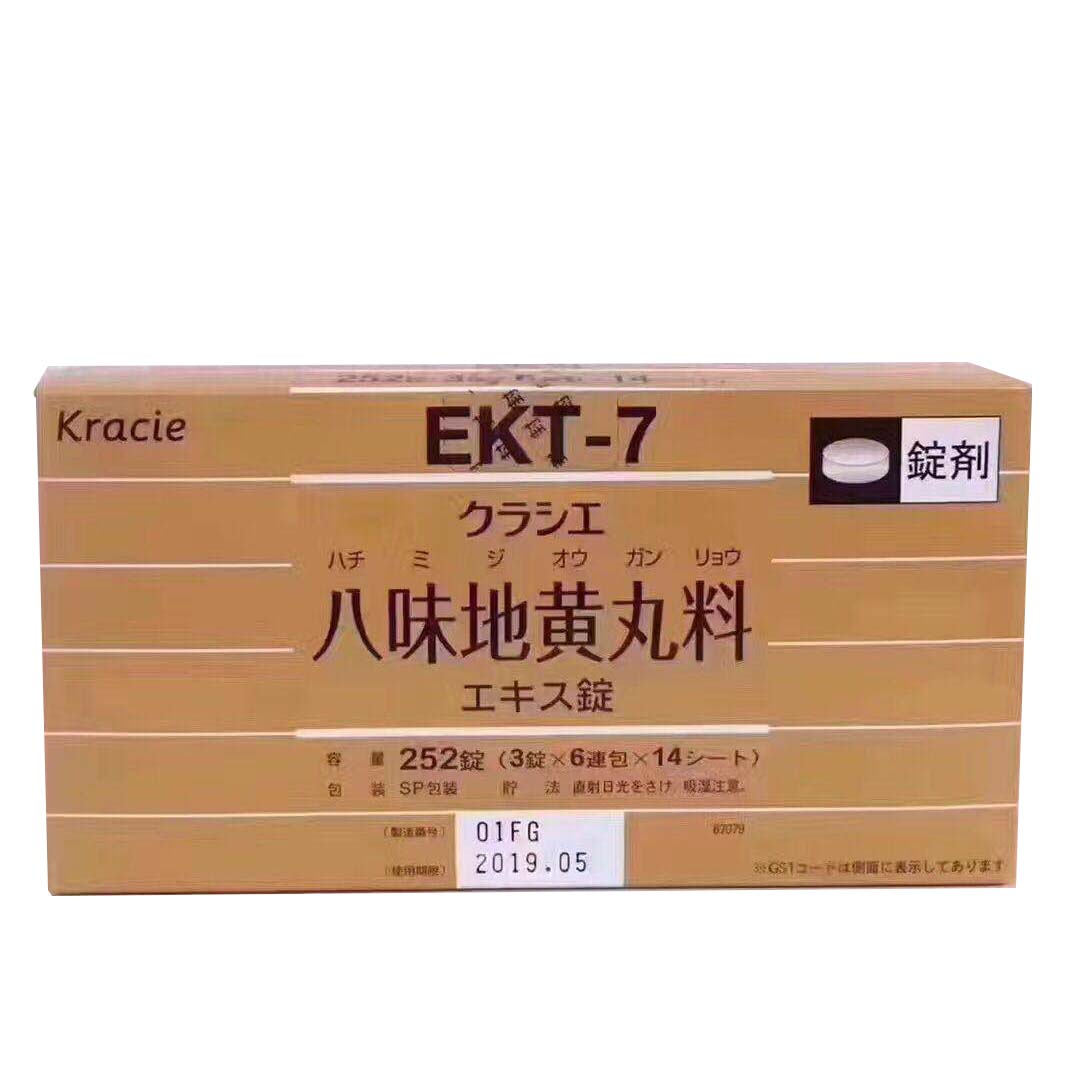 Kracie
EKT-7
錠剤
クラシエ
ハチ ミ ジ オウ ガン リョウ
八味地黄丸料
エキス錠
容量 252錠（3錠×6連包×14シート）
包装 SP包装 貯法 直射日光をさけ、吸湿注意。
（製造番号） 01FG
67079
（使用期限） 2019.05
※GS1コードは側面に表示してあります